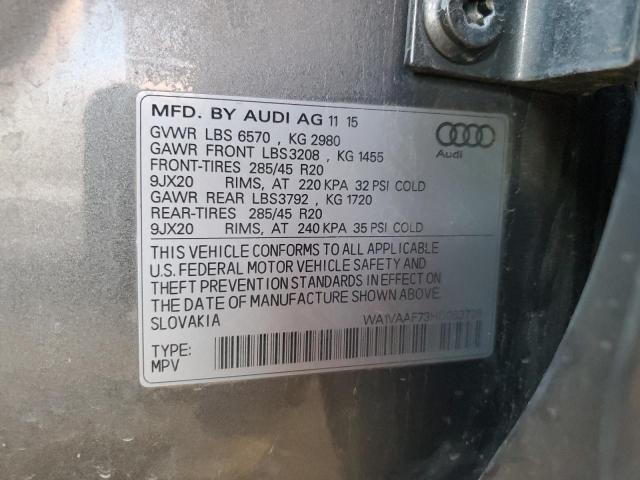 MFD. BY AUDI AG 11 15
GVWR LBS 6570 , KG 2980
GAWR FRONT LBS3208 , KG 1455
FRONT-TIRES 285/45 R20
9JX20 RIMS, AT 220 KPA 32 PSI COLD
GAWR REAR LBS3792 , KG 1720
REAR-TIRES 285/45 R20
9JX20 RIMS, AT 240 KPA 35 PSI COLD
Audi
THIS VEHICLE CONFORMS TO ALL APPLICABLE
U.S. FEDERAL MOTOR VEHICLE SAFETY AND
THEFT PREVENTION STANDARDS IN EFFECT ON
THE DATE OF MANUFACTURE SHOWN ABOVE.
SLOVAKIA
TYPE:
MPV